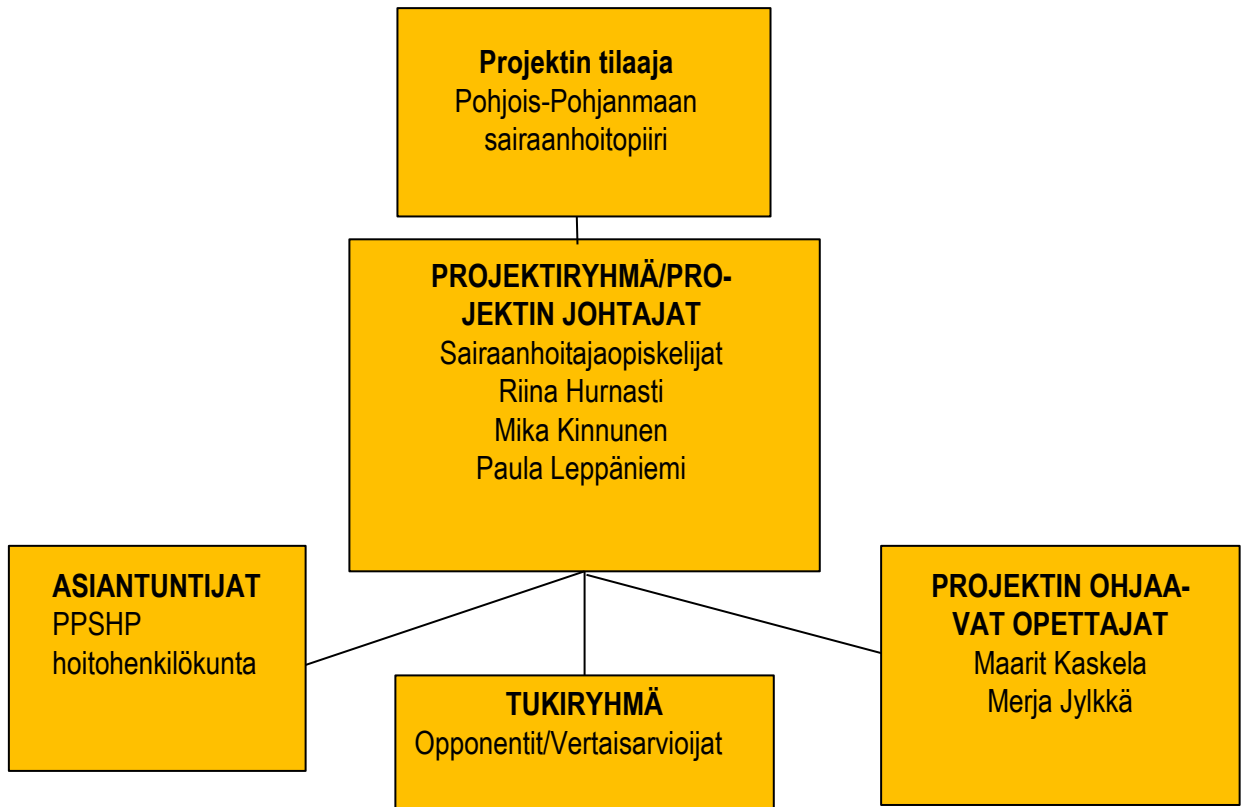 Projektin tilaaja
Pohjois-Pohjanmaan
sairaanhoitopiiri
PROJEKTIRYHMÄ/PRO-
JEKTIN JOHTAJAT
Sairaanhoitajaopiskelijat
Riina Hurnasti
Mika Kinnunen
Paula Leppäniemi
ASIANTUNTIJAT
PPSHP
hoitohenkilökunta
TUKIRYHMÄ
Opponentit/Vertaisarvioijat
PROJEKTIN OHJAA-
VAT OPETTAJAT
Maarit Kaskela
Merja Jylkkä